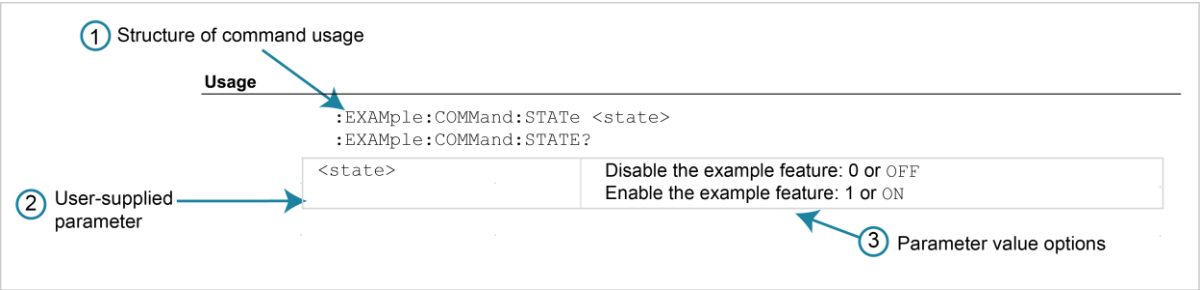 1 Structure of command usage
Usage
:EXAMple:COMMand:STATe <state>
:EXAMple:COMMand:STATE?
<state> Disable the example feature: 0 or OFF
Enable the example feature: 1 or ON
2 User-supplied
parameter
3 Parameter value options